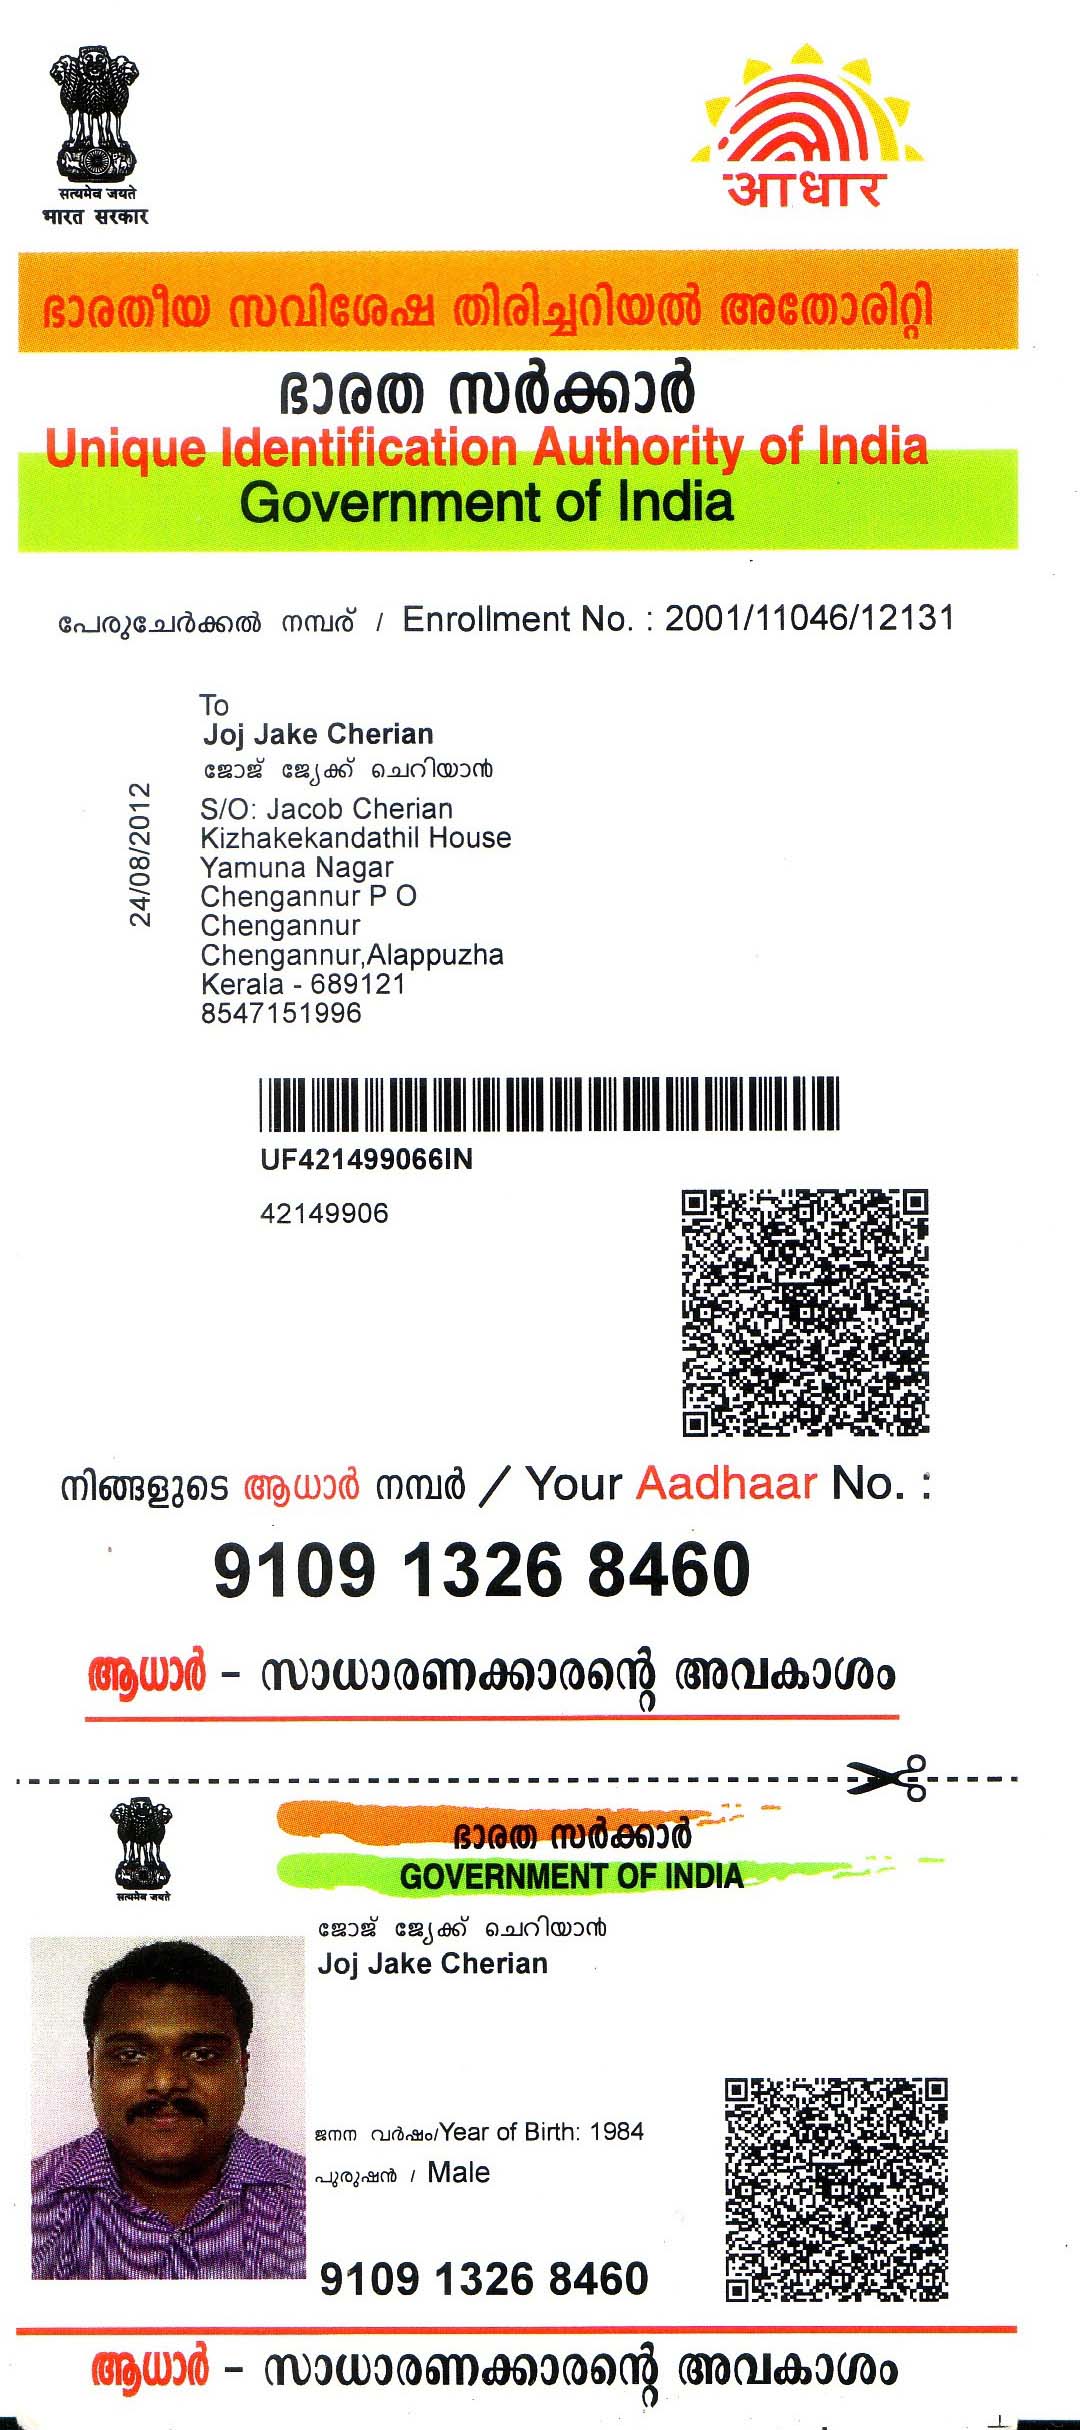 सत्यमेव जयते
भारत सरकार
आधार
ഭാരതീയ സവിശേഷ തിരിച്ചറിയൽ അതോരിറ്റി
ഭാരത സർക്കാർ
Unique Identification Authority of India
Government of India
പേരുചേർക്കൽ നമ്പര് / Enrollment No. : 2001/11046/12131
24/08/2012
To
Joj Jake Cherian
ജോജ് ജ്യേക്ക് ചെറിയാൻ
S/O: Jacob Cherian
Kizhakekandathil House
Yamuna Nagar
Chengannur P O
Chengannur
Chengannur,Alappuzha
Kerala - 689121
8547151996
UF421499066IN
42149906
നിങ്ങളുടെ ആധാർ നമ്പർ / Your Aadhaar No. :
9109 1326 8460
ആധാർ - സാധാരണക്കാരന്റെ അവകാശം
सत्यमेव जयते
ഭാരത സർക്കാർ
GOVERNMENT OF INDIA
ജോജ് ജ്യേക്ക് ചെറിയാൻ
Joj Jake Cherian
ജനന വർഷം/Year of Birth: 1984
പുരുഷൻ / Male
9109 1326 8460
ആധാർ - സാധാരണക്കാരന്റെ അവകാശം